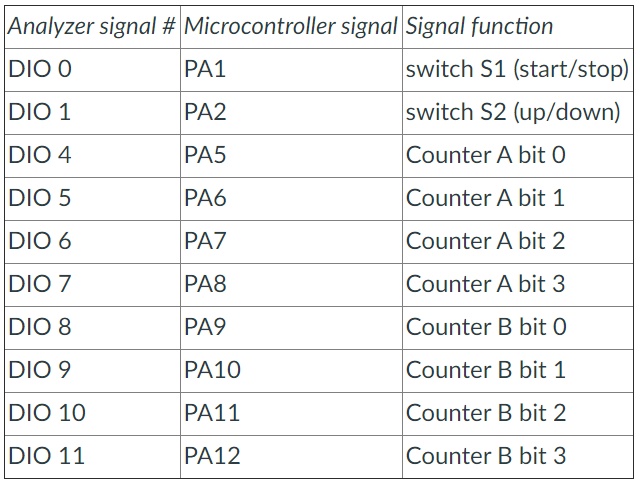 Analyzer signal # Microcontroller signal Signal function
DIO 0 PA1 switch S1 (start/stop)
DIO 1 PA2 switch S2 (up/down)
DIO 4 PA5 Counter A bit 0
DIO 5 PA6 Counter A bit 1
DIO 6 PA7 Counter A bit 2
DIO 7 PA8 Counter A bit 3
DIO 8 PA9 Counter B bit 0
DIO 9 PA10 Counter B bit 1
DIO 10 PA11 Counter B bit 2
DIO 11 PA12 Counter B bit 3